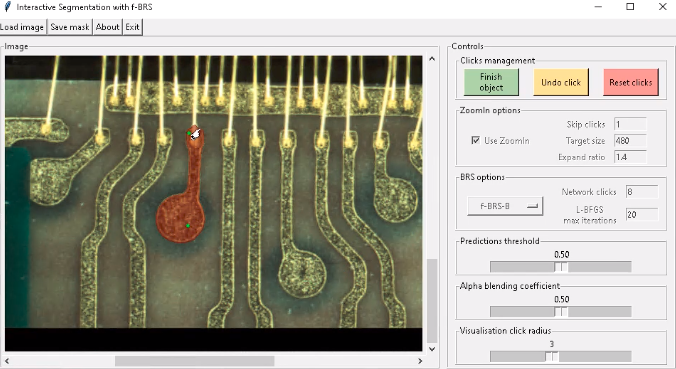 Interactive Segmentation with f-BRS
Load image Save mask About Exit
Image
Controls
Clicks management
Finish object
Undo click
Reset clicks
ZoomIn options
Skip clicks 1
Use ZoomIn
Target size 480
Expand ratio 1.4
BRS options
f-BRS-B
Network clicks 8
L-BFGS
max iterations 20
Predictions threshold
0.50
Alpha blending coefficient
0.50
Visualisation click radius
3